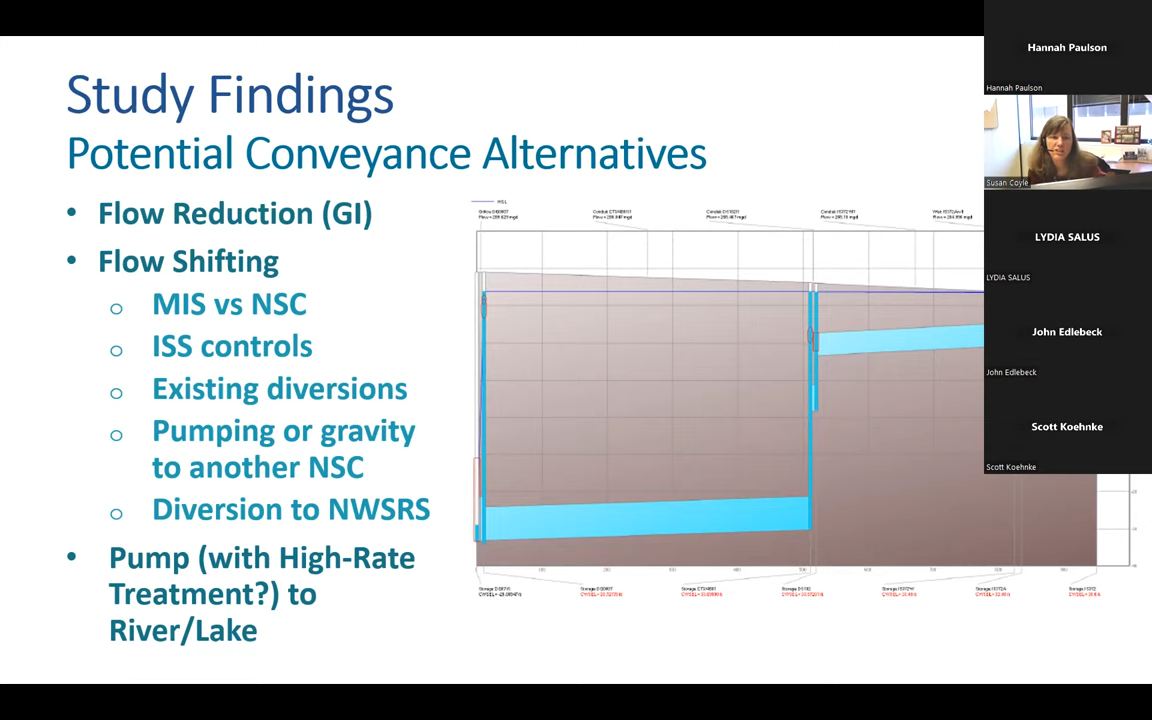 Study Findings
Potential Conveyance Alternatives
• Flow Reduction (GI)
• Flow Shifting
o MIS vs NSC
o ISS controls
o Existing diversions
o Pumping or gravity
to another NSC
o Diversion to NWSRS
• Pump (with High-Rate
Treatment?) to
River/Lake
Hannah Paulson
Hannah Paulson
Susan Coyle
LYDIA SALUS
LYDIA SALUS
John Edlebeck
John Edlebeck
Scott Koehnke
Scott Koehnke